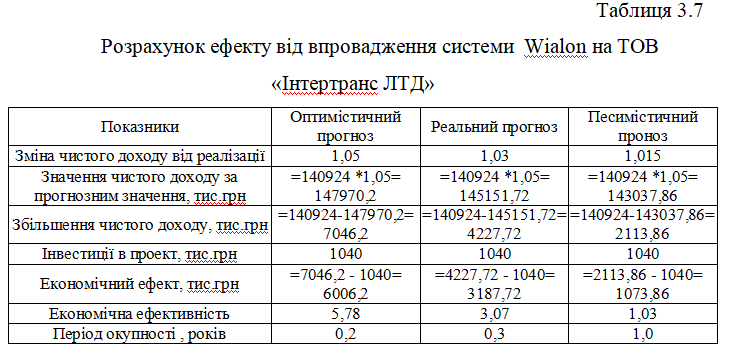 Таблиця 3.7
Розрахунок ефекту від впровадження системи Wialon на ТОВ
«Інтертранс ЛТД»
Показники
Оптимістичний
прогноз
Реальний прогноз
Песимістичний
проноз
Зміна чистого доходу від реалізації
1,05
1,03
1,015
Значення чистого доходу за
прогнозним значення, тис.грн
=140924 *1,05=
147970,2
=140924 *1,05=
145151,72
=140924 *1,05=
143037,86
Збільшення чистого доходу, тис.грн
=140924-147970,2=
7046,2
=140924-145151,72=
4227,72
=140924-143037,86=
2113,86
Інвестиції в проект, тис.грн
1040
1040
1040
Економічний ефект, тис.грн
=7046,2 - 1040=
6006,2
=4227,72 - 1040=
3187,72
=2113,86 - 1040=
1073,86
Економічна ефективність
5,78
3,07
1,03
Період окупності , років
0,2
0,3
1,0